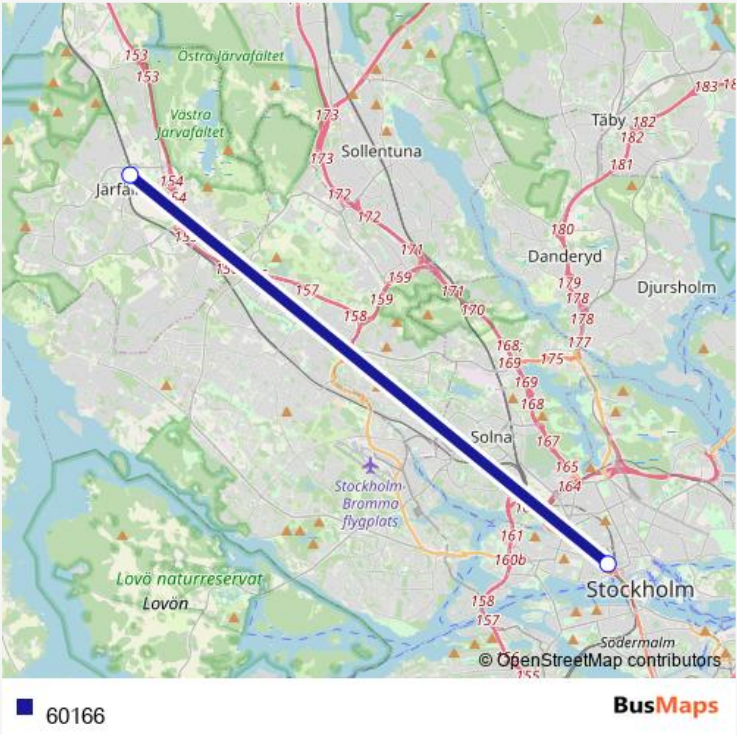 153
Östra Järvafältet
153
183
18
Västra
Järvafältet
173
Täby
182
182
173
Sollentuna
181
154
172
Järfäl
172
180
171
Danderyd
157
159
171
179
Djursholm
159
178
158
170
178
168;
177
169
175
169
168
Solna
167
165
164
Stockholm-
Bromma
flygplats
161
160b
Lovö naturreservat
Stockholm
Lovön
158
157
Södermalm
© OpenStreetMap contributors
155
60166
BusMaps